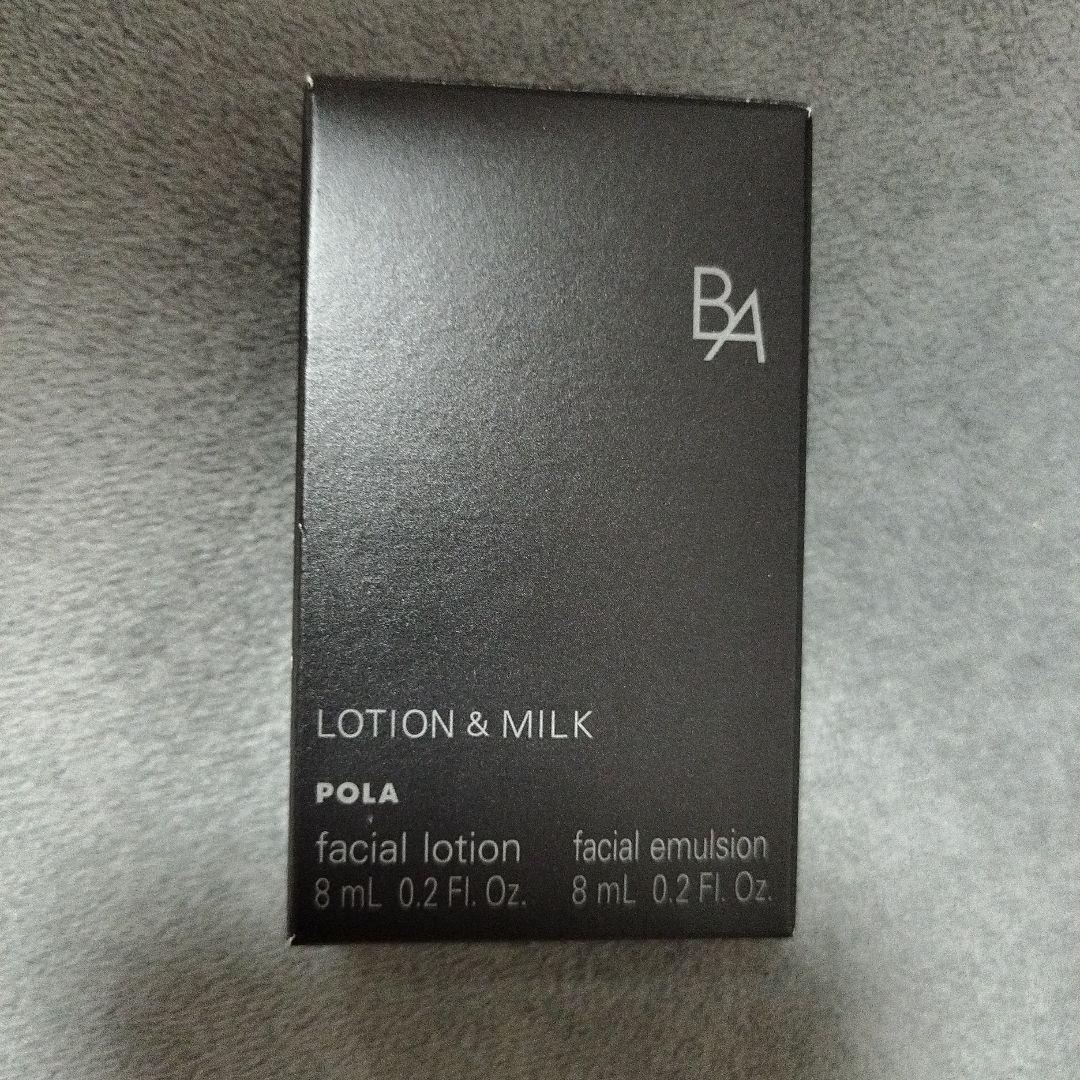 BA
LOTION & MILK
POLA
facial lotion facial emulsion
8 mL 0.2 Fl. Oz. 8 mL 0.2 Fl. Oz.